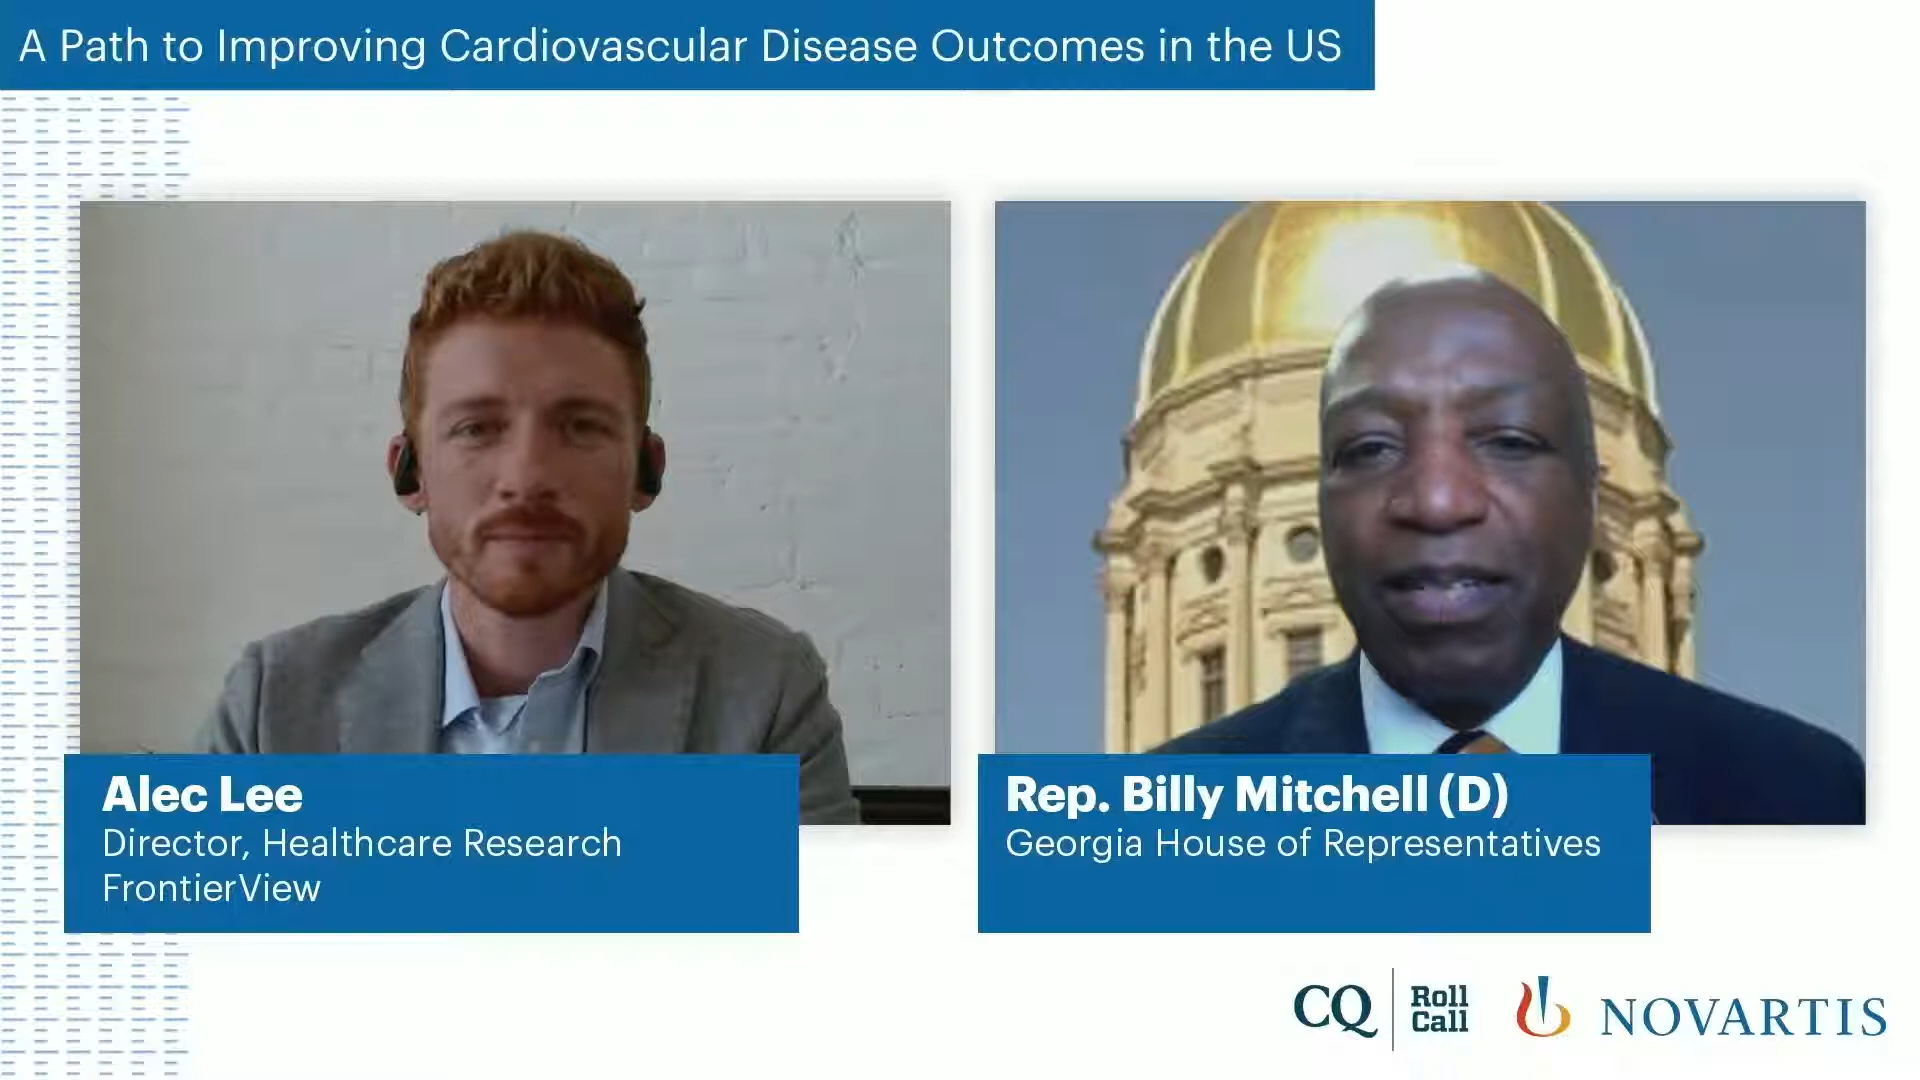 A Path to Improving Cardiovascular Disease Outcomes in the US
Alec Lee
Director, Healthcare Research
FrontierView
Rep. Billy Mitchell (D)
Georgia House of Representatives
CQ
Roll
Call
NOVARTIS